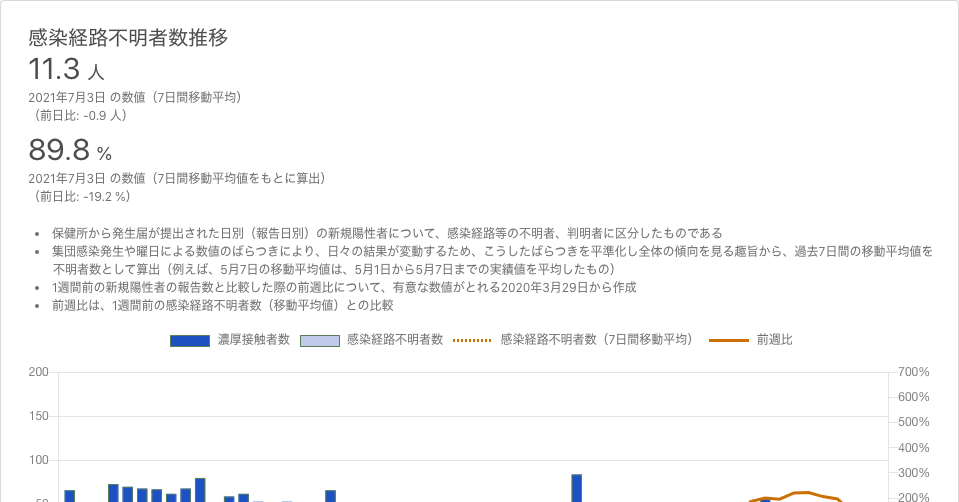 感染経路不明者数推移
11.3 人
2021年7月3日 の数値（7日間移動平均）
（前日比: -0.9 人）
89.8 %
2021年7月3日 の数値（7日間移動平均値をもとに算出）
（前日比: -19.2 %）
• 保健所から発生届が提出された日別（報告日別）の新規陽性者について、感染経路等の不明者、判明者に区分したものである
• 集団感染発生や曜日による数値のばらつきにより、日々の結果が変動するため、こうしたばらつきを平準化し全体の傾向を見る趣旨から、過去7日間の移動平均値を
不明者数として算出（例えば、5月7日の移動平均値は、5月1日から5月7日までの実績値を平均したもの）
• 1週間前の新規陽性者の報告数と比較した際の前週比について、有意な数値がとれる2020年3月29日から作成
• 前週比は、1週間前の感染経路不明者数（移動平均値）との比較
濃厚接触者数 感染経路不明者数 感染経路不明者数（7日間移動平均） 前週比
200 700%
600%
150 500%
400%
100 300%
50 200%